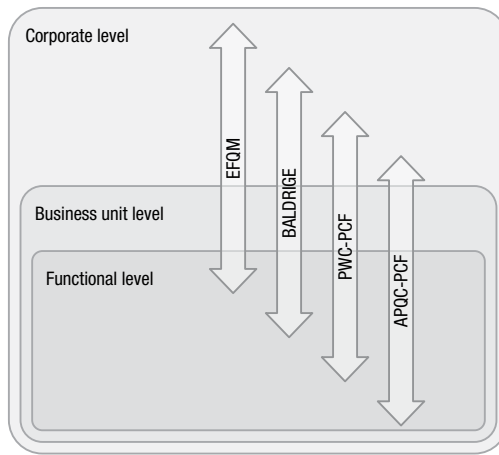 Corporate level
EFQM
BALDRIGE
PWC-PCF
APQC-PCF
Business unit level
Functional level